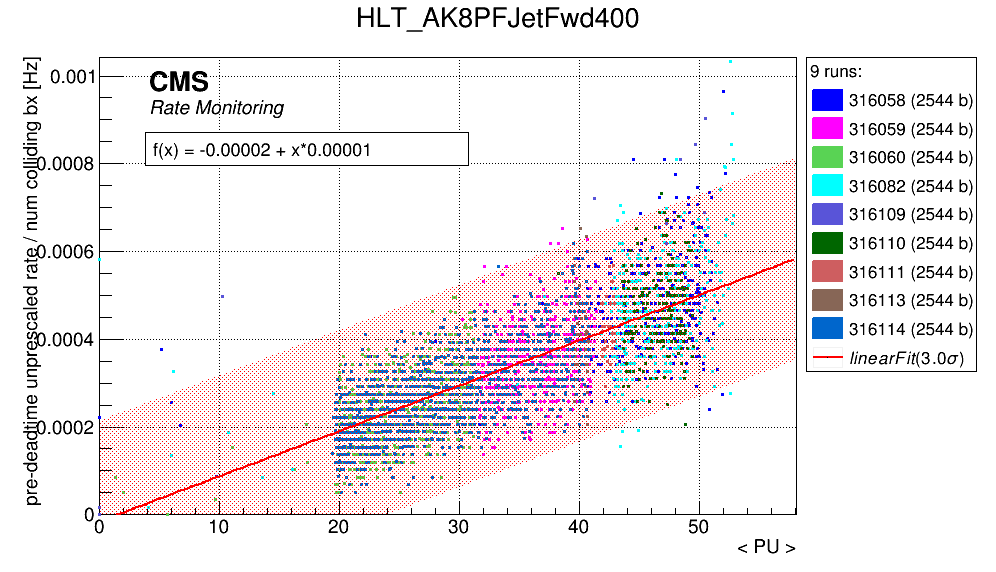 HLT_AK8PFJetFwd400
pre-deadtime unprescaled rate / num colliding bx [Hz]
CMS
Rate Monitoring
f(x) = -0.00002 + x*0.00001
0.001
0.0008
0.0006
0.0004
0.0002
0
0 10 20 30 40 50
< PU >
9 runs:
316058 (2544 b)
316059 (2544 b)
316060 (2544 b)
316082 (2544 b)
316109 (2544 b)
316110 (2544 b)
316111 (2544 b)
316113 (2544 b)
316114 (2544 b)
linearFit(3.0σ)